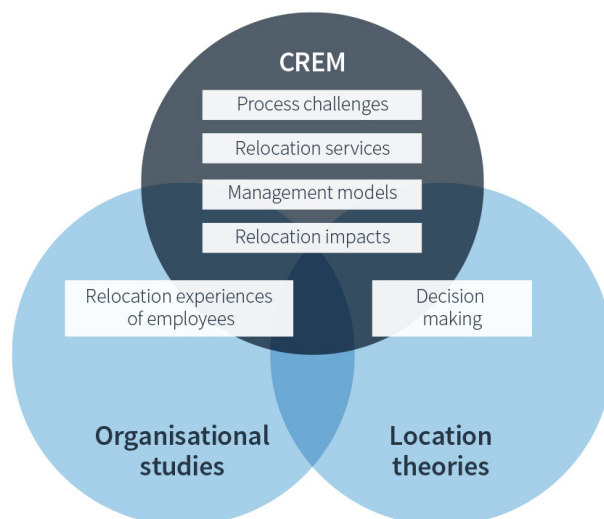 CREM
Process challenges
Relocation services
Management models
Relocation impacts
Relocation experiences
of employees
Decision
making
Organisational
studies
Location
theories